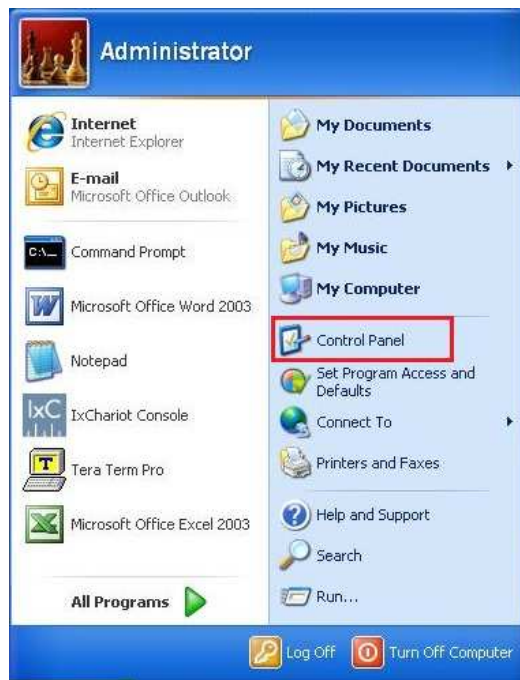 Administrator
Internet
Internet Explorer
E-mail
Microsoft Office Outlook
C:\_
Command Prompt
W
Microsoft Office Word 2003
Notepad
IxC
IxChariot Console
T
Tera Term Pro
X
Microsoft Office Excel 2003
All Programs
My Documents
My Recent Documents
My Pictures
My Music
My Computer
Control Panel
Set Program Access and
Defaults
Connect To
Printers and Faxes
Help and Support
Search
Run...
Log Off
Turn Off Computer